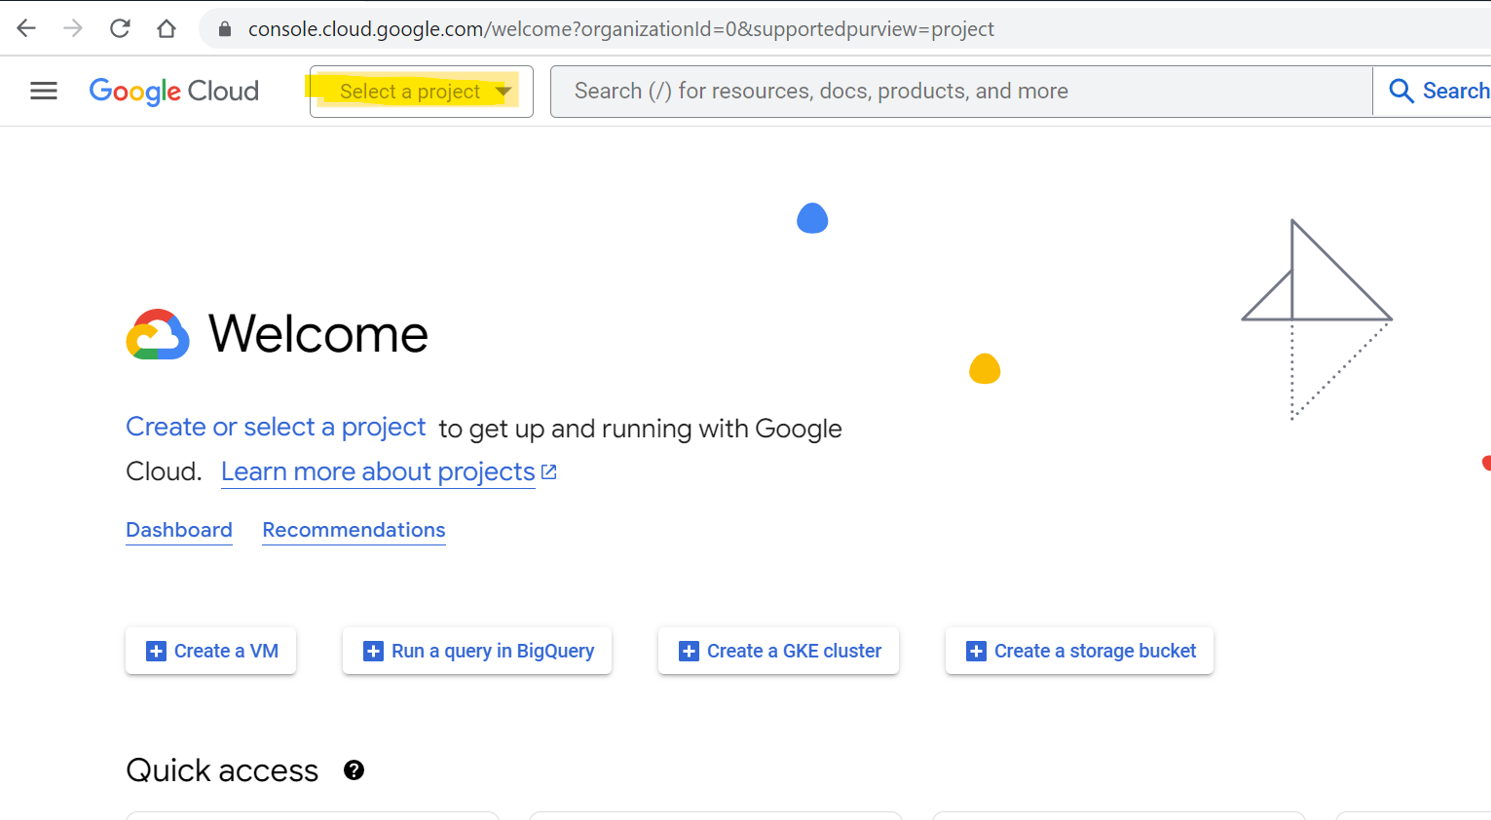 console.cloud.google.com/welcome?organizationId=0&supportedpurview=project
Google Cloud
Select a project
Search (/) for resources, docs, products, and more
Search
Welcome
Create or select a project to get up and running with Google
Cloud. Learn more about projects
Dashboard Recommendations
Create a VM
Run a query in BigQuery
Create a GKE cluster
Create a storage bucket
Quick access ?